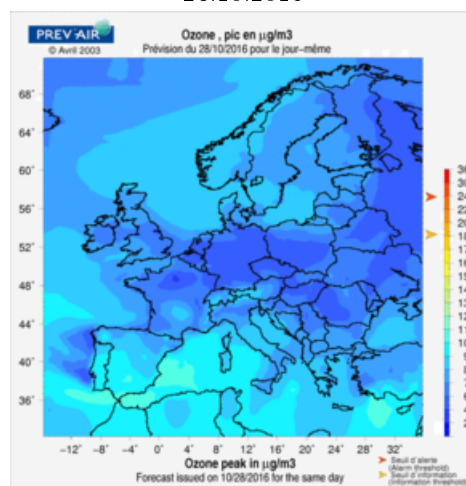 PREV'AIR
© Avril 2003
Ozone , pic en µg/m3
Prévision du 28/10/2016 pour le jour-même
68°
64°
60°
56°
52°
48°
44°
40°
36°
-12° -8° -4° 0° 4° 8° 12° 16° 20° 24° 28° 32°
Ozone peak in µg/m3
Forecast issued on 10/28/2016 for the same day
Seuil d'alerte
(Alarm threshold)
Seuil d'information
(Information threshold)